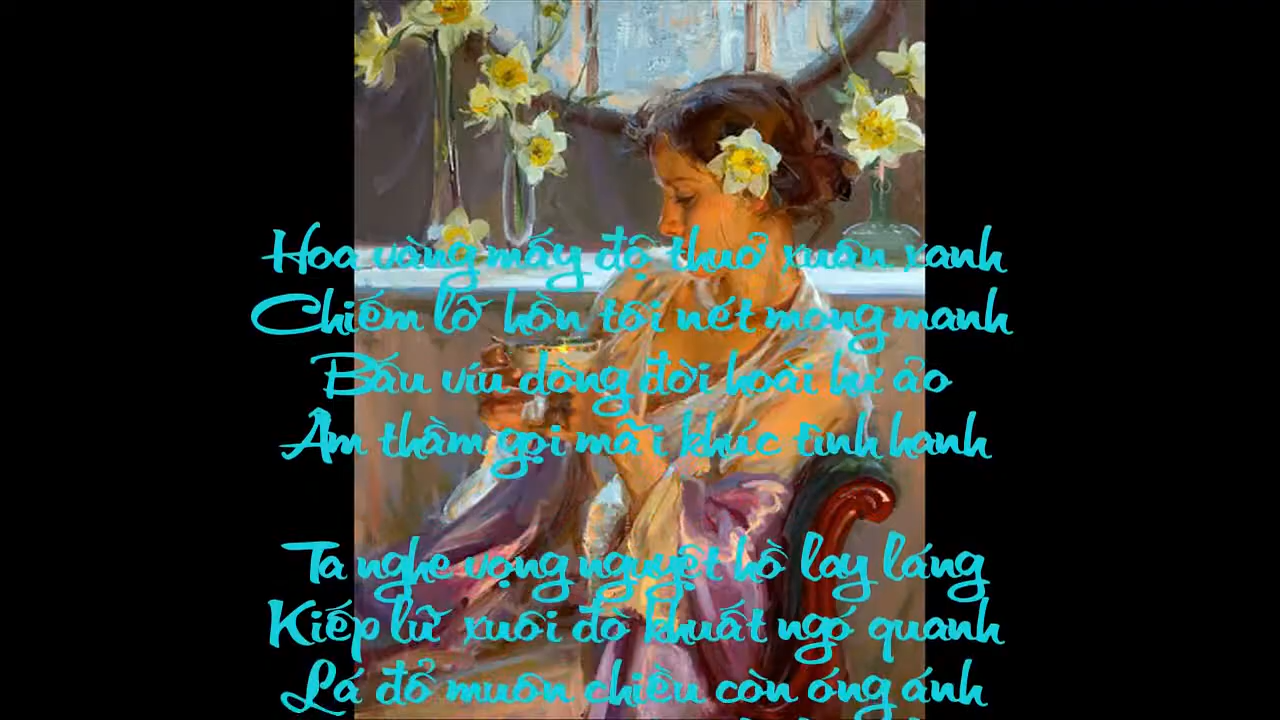 Hoa vàng mấy độ thuở xuân xanh
Chiếm lỡ hồn tôi nét mong manh
Bấu víu dòng đời hoài hư ảo
Âm thầm gọi mãi khúc tình hanh
Ta nghe vọng nguyệt hồ lay láng
Kiếp lữ xuôi đò khuất ngó quanh
Lá đỏ muôn chiều còn óng ánh